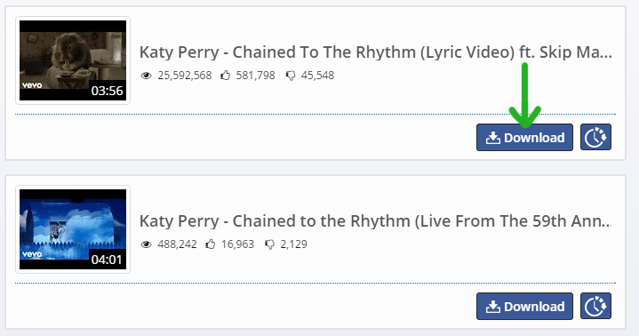 Katy Perry - Chained To The Rhythm (Lyric Video) ft. Skip Ma...
25,592,568 581,798 45,548
vevo 03:56
Download
Katy Perry - Chained to the Rhythm (Live From The 59th Ann...
488,242 16,963 2,129
vevo 04:01
Download